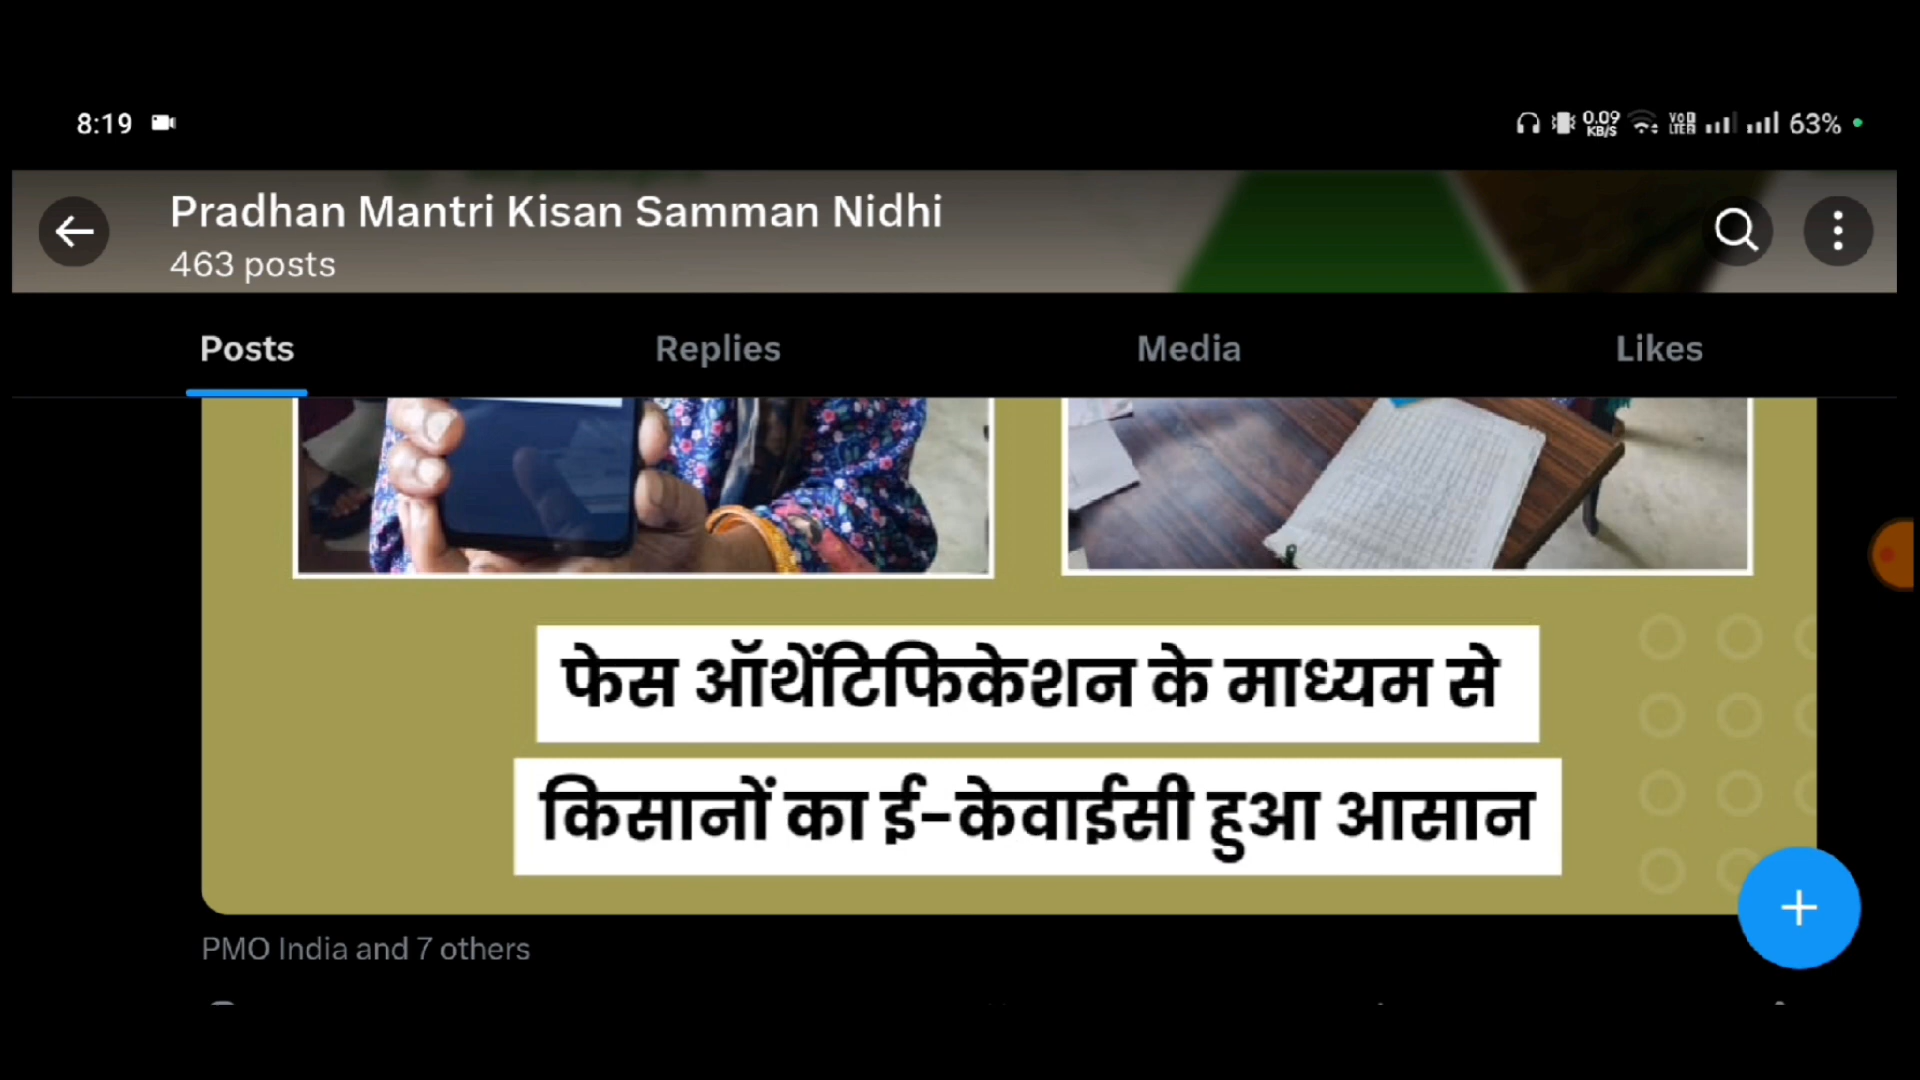 8:19
0.09 KB/S
VoLTE2
63%
Pradhan Mantri Kisan Samman Nidhi
463 posts
Posts
Replies
Media
Likes
फेस ऑथेंटिफिकेशन के माध्यम से
किसानों का ई-केवाईसी हुआ आसान
PMO India and 7 others